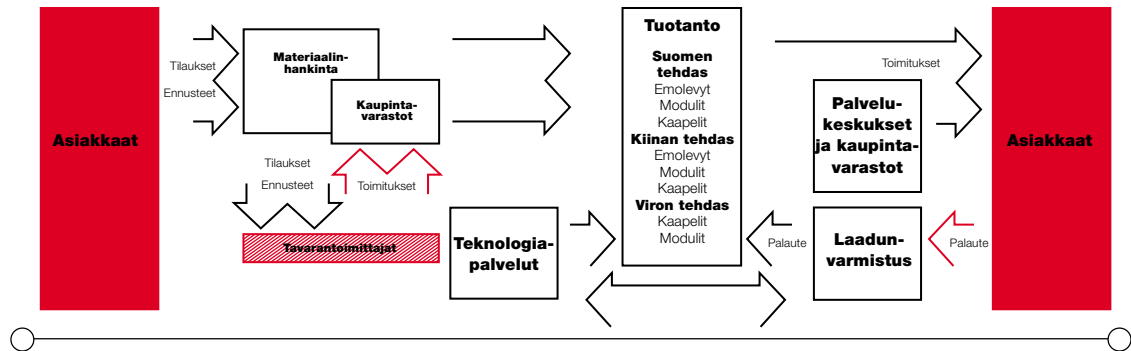 Asiakkaat
Tilaukset
Ennusteet
Materiaalin-
hankinta
Kaupinta-
varastot
Tilaukset
Ennusteet
Toimitukset
Tavarantoimittajat
Teknologia-
palvelut
Tuotanto
Suomen
tehdas
Emolevyt
Modulit
Kaapelit
Kiinan tehdas
Emolevyt
Modulit
Kaapelit
Viron tehdas
Kaapelit
Modulit
Toimitukset
Palvelu-
keskukset
ja kaupinta-
varastot
Palaute
Laadun-
varmistus
Palaute
Asiakkaat